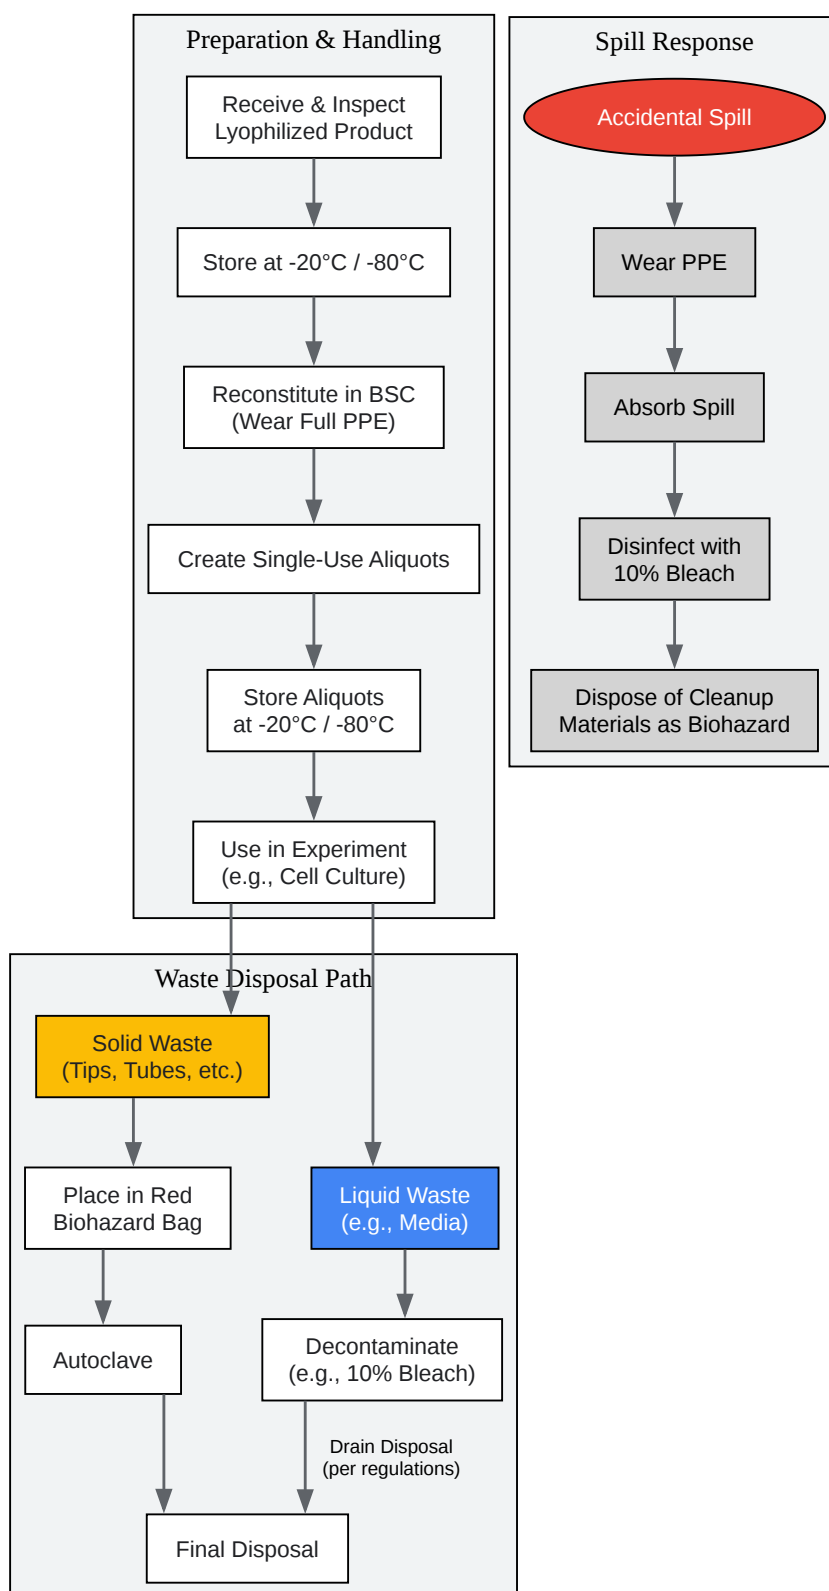 Preparation & Handling
Receive & Inspect
Lyophilized Product
Store at -20°C / -80°C
Reconstitute in BSC
(Wear Full PPE)
Create Single-Use Aliquots
Store Aliquots
at -20°C / -80°C
Use in Experiment
(e.g., Cell Culture)
Spill Response
Accidental Spill
Wear PPE
Absorb Spill
Disinfect with
10% Bleach
Dispose of Cleanup
Materials as Biohazard
Waste Disposal Path
Solid Waste
(Tips, Tubes, etc.)
Place in Red
Biohazard Bag
Autoclave
Liquid Waste
(e.g., Media)
Decontaminate
(e.g., 10% Bleach)
Drain Disposal
(per regulations)
Final Disposal